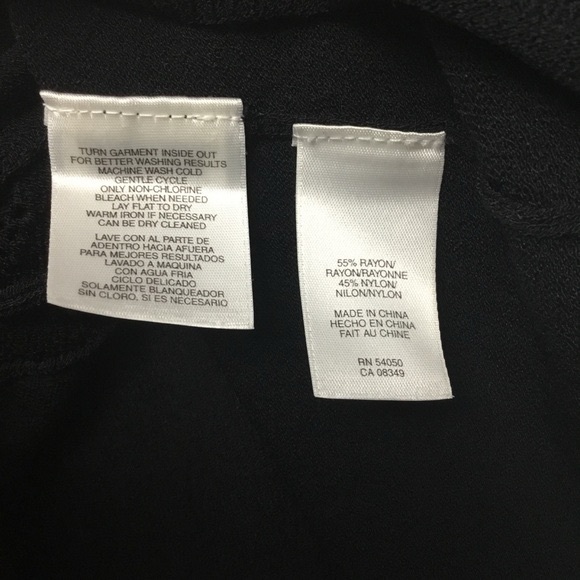 TURN GARMENT INSIDE OUT
FOR BETTER WASHING RESULTS
MACHINE WASH COLD
GENTLE CYCLE
ONLY NON-CHLORINE
BLEACH WHEN NEEDED
LAY FLAT TO DRY
WARM IRON IF NECESSARY
CAN BE DRY CLEANED
LAVE CON AL PARTE DE
ADENTRO HACIA AFUERA
PARA MEJORES RESULTADOS
LAVADO A MAQUINA
CON AGUA FRIA
CICLO DELICADO
SOLAMENTE BLANQUEADOR
SIN CLORO, SI ES NECESARIO
55% RAYON/
RAYON/RAYONNE
45% NYLON/
NILON/NYLON
MADE IN CHINA
HECHO EN CHINA
FAIT AU CHINE
RN 54050
CA 08349